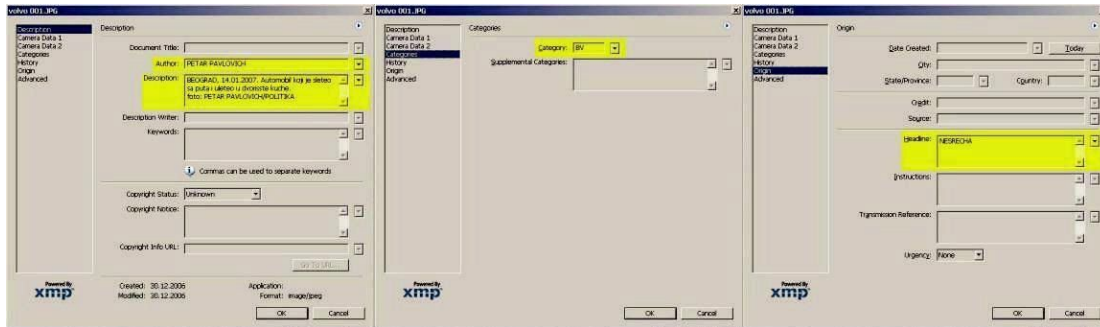 volvo 001.JPG
Description
Camera Data 1
Camera Data 2
Categories
History
Origin
Advanced
Description
Document Title:
Author: PETAR PAVLOVICH
Description: BEOGRAD, 14.01.2007. Automobil koji je sleteo
sa puta i uleteo u dvoriste kuche.
foto: PETAR PAVLOVICH/POLITIKA
Description Writer:
Keywords:
Commas can be used to separate keywords
Copyright Status: Unknown
Copyright Notice:
Copyright Info URL:
Go To URL...
Powered By
xmp
Created: 30.12.2006
Modified: 30.12.2006
Application:
Format: image/jpeg
OK
Cancel
volvo 001.JPG
Description
Camera Data 1
Camera Data 2
Categories
History
Origin
Advanced
Categories
Category: BV
Supplemental Categories:
Powered By
xmp
OK
Cancel
volvo 001.JPG
Description
Camera Data 1
Camera Data 2
Categories
History
Origin
Advanced
Origin
Date Created:
Today
City:
State/Province:
Country:
Credit:
Source:
Headline: NESRECHA
Instructions:
Transmission Reference:
Urgency: None
Powered By
xmp
OK
Cancel